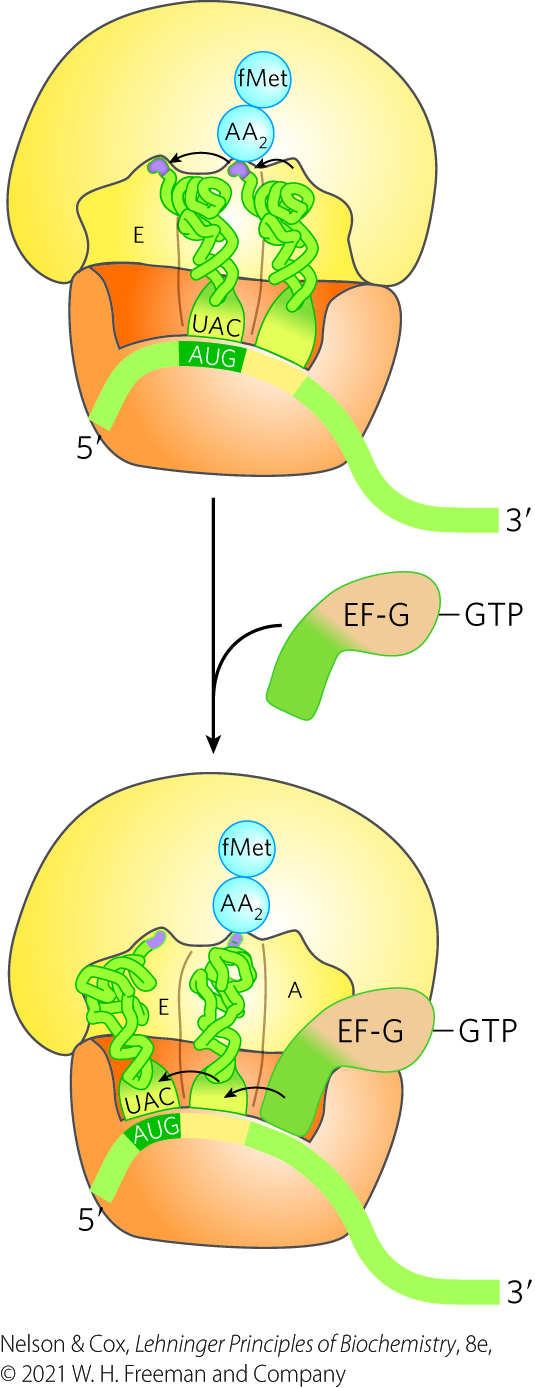 fMet
AA2
E
UAC
AUG
5′
3′
EF-G
GTP
fMet
AA2
E
A
EF-G
GTP
UAC
AUG
5′
3′
Nelson & Cox, Lehninger Principles of Biochemistry, 8e,
© 2021 W. H. Freeman and Company